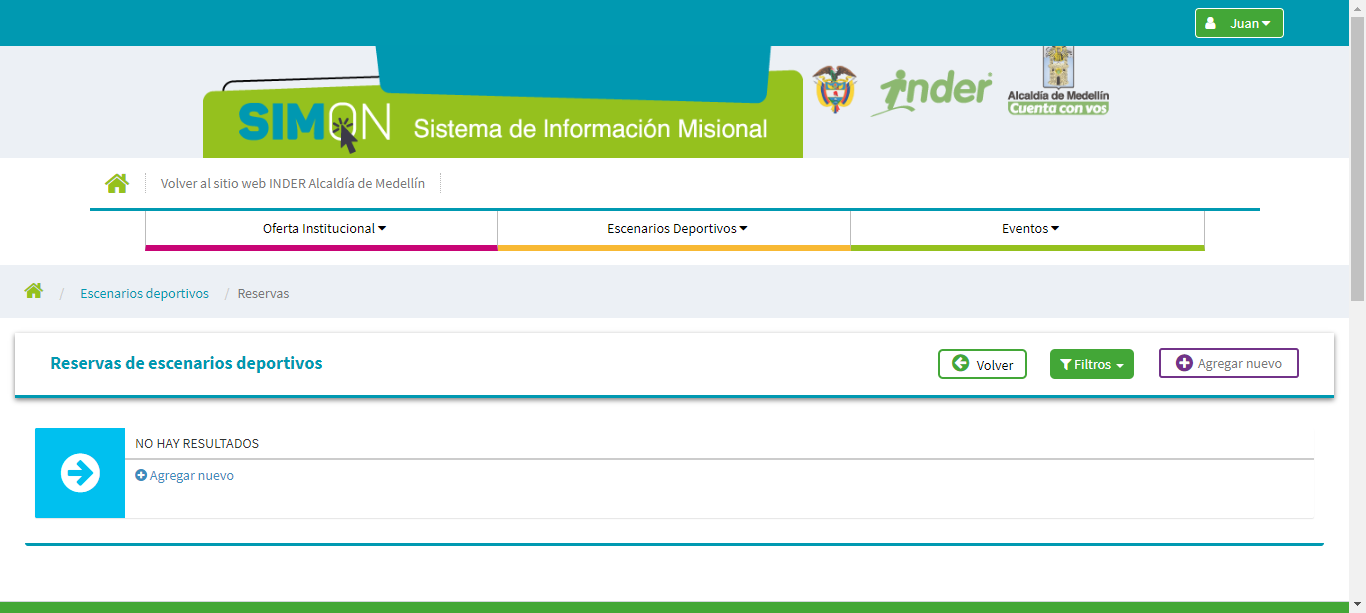 Juan
SIMON Sistema de Información Misional
inder
Alcaldía de Medellín
Cuenta con vos
Volver al sitio web INDER Alcaldía de Medellín
Oferta Institucional
Escenarios Deportivos
Eventos
/ Escenarios deportivos / Reservas
Reservas de escenarios deportivos
Volver
Filtros
Agregar nuevo
NO HAY RESULTADOS
Agregar nuevo